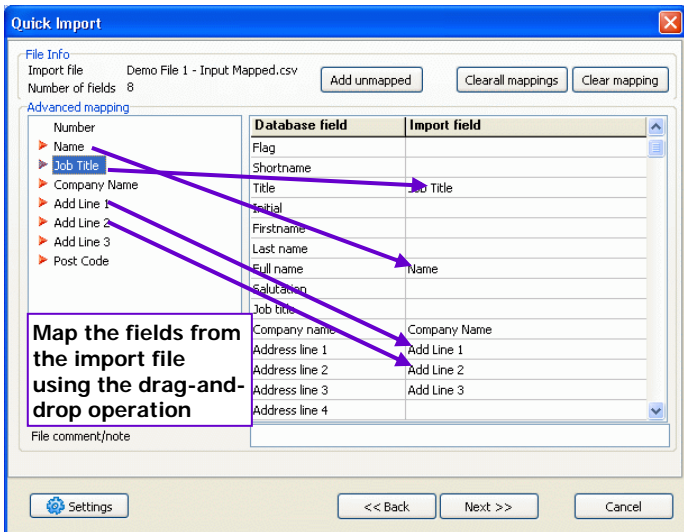 Quick Import
File Info
Import file Demo File 1 - Input Mapped.csv
Number of fields 8
Add unmapped
Clearall mappings
Clear mapping
Advanced mapping
Number
Name
Job Title
Company Name
Add Line 1
Add Line 2
Add Line 3
Post Code
Database field Import field
Flag
Shortname
Title Job Title
Initial
Firstname
Last name
Full name Name
Salutation
Job title
Company name Company Name
Address line 1 Add Line 1
Address line 2 Add Line 2
Address line 3 Add Line 3
Address line 4
Map the fields from
the import file
using the drag-and-
drop operation
File comment/note
Settings
<< Back
Next >>
Cancel